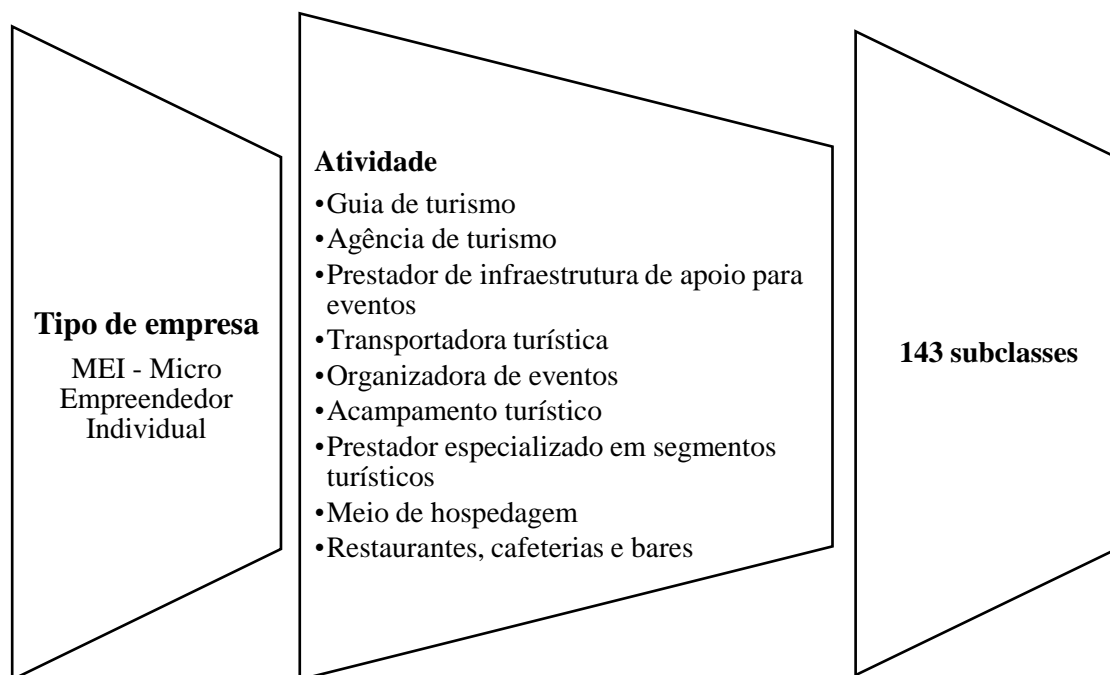 Tipo de empresa
MEI - Micro
Empreendedor
Individual
Atividade
•Guia de turismo
•Agência de turismo
•Prestador de infraestrutura de apoio para
eventos
•Transportadora turística
•Organizadora de eventos
•Acampamento turístico
•Prestador especializado em segmentos
turísticos
•Meio de hospedagem
•Restaurantes, cafeterias e bares
143 subclasses